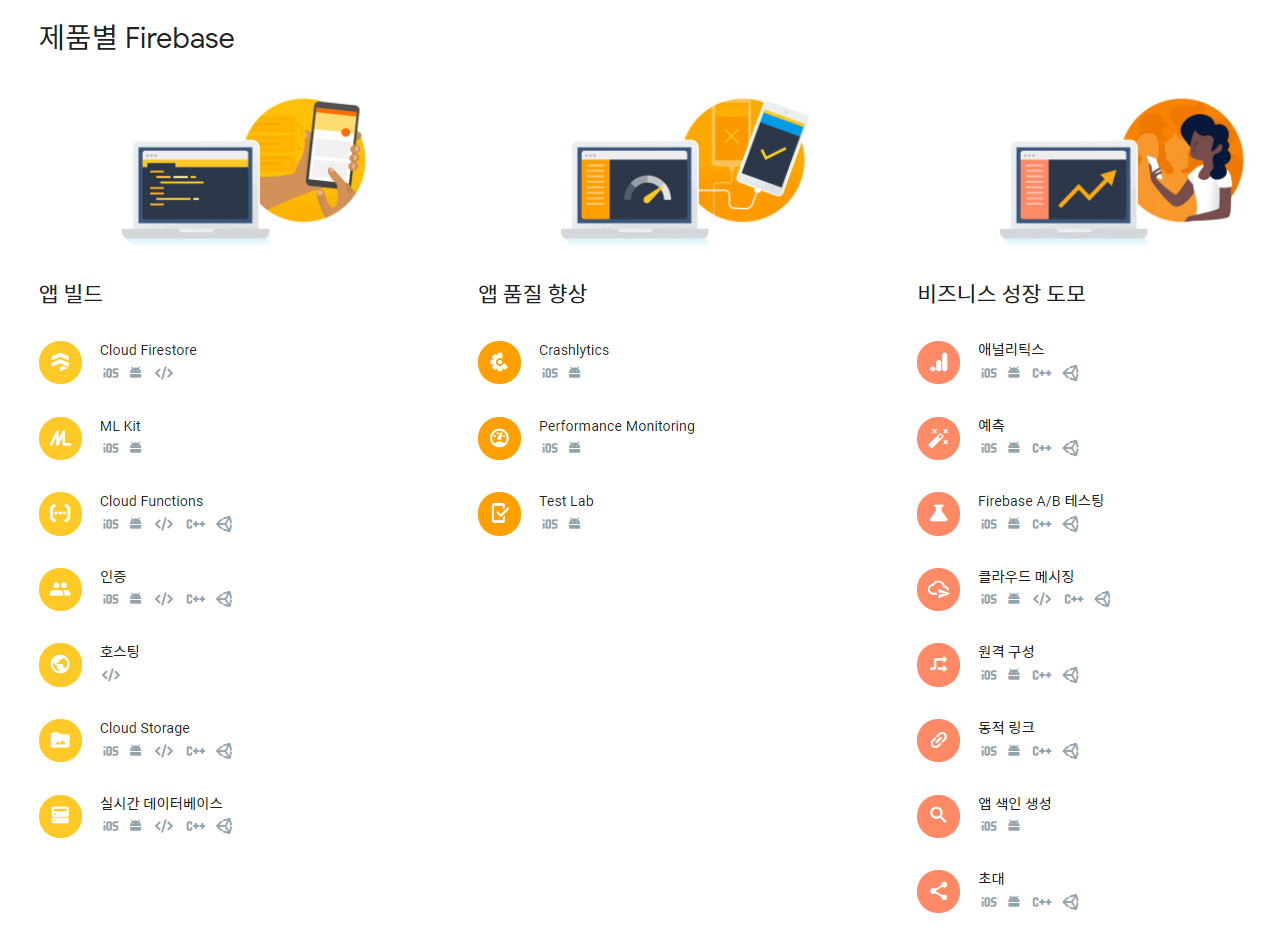 제품별 Firebase
앱 빌드
Cloud Firestore
iOS </>
ML Kit
iOS
Cloud Functions
iOS </> C++
인증
iOS </> C++
호스팅
</>
Cloud Storage
iOS </> C++
실시간 데이터베이스
iOS </> C++
앱 품질 향상
Crashlytics
iOS
Performance Monitoring
iOS
Test Lab
iOS
비즈니스 성장 도모
애널리틱스
iOS C++
예측
iOS C++
Firebase A/B 테스팅
iOS C++
클라우드 메시징
iOS </> C++
원격 구성
iOS C++
동적 링크
iOS C++
앱 색인 생성
iOS
초대
iOS C++